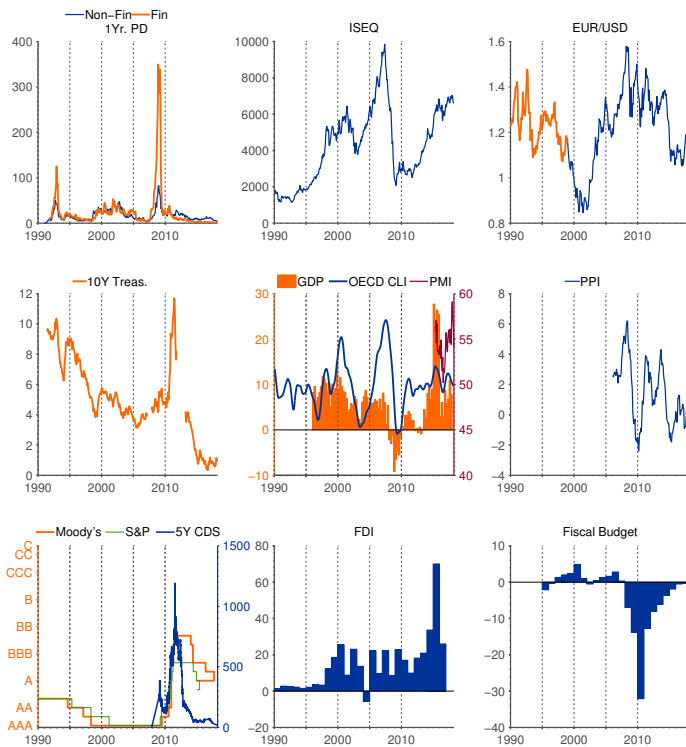 Non−Fin Fin
1Yr. PD
400
300
200
100
0
1990 2000 2010
ISEQ
10000
8000
6000
4000
2000
0
1990 2000 2010
EUR/USD
1.6
1.4
1.2
1.0
0.8
1990 2000 2010
10Y Treas.
12
10
8
6
4
2
0
1990 2000 2010
GDP OECD CLI PMI
30
20
10
0
−10
60
55
50
45
40
1990 2000 2010
PPI
8
6
4
2
0
−2
−4
1990 2000 2010
Moody's S&P 5Y CDS
C
CC
CCC
B
BB
BBB
A
AA
AAA
1500
1000
500
0
1990 2000 2010
FDI
80
60
40
20
0
−20
1990 2000 2010
Fiscal Budget
10
0
−10
−20
−30
−40
1990 2000 2010